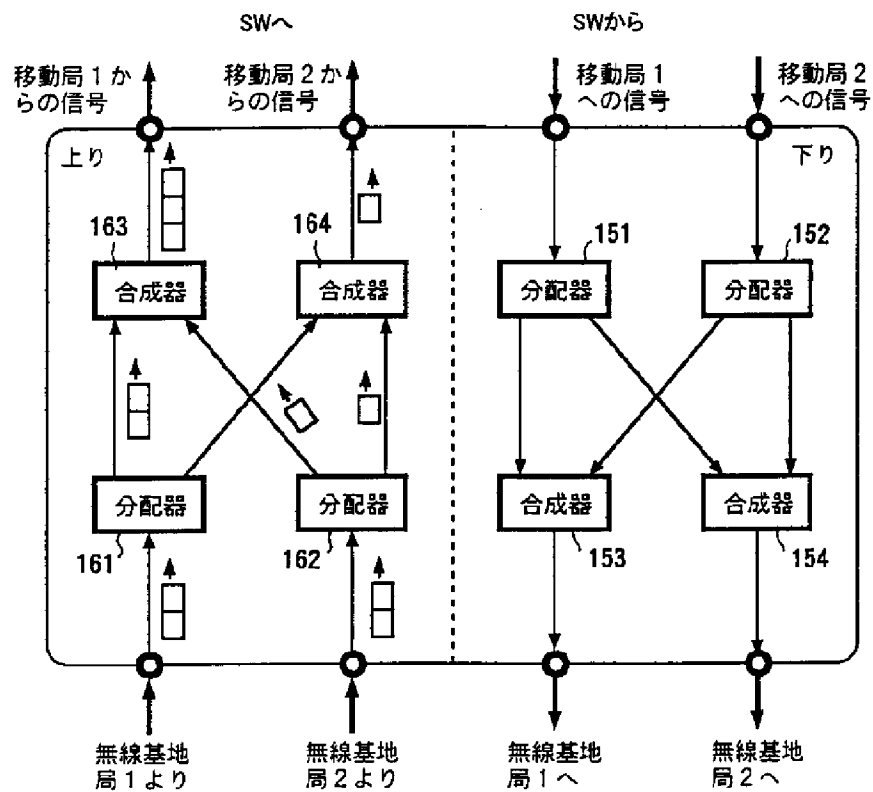 SWへ
SWから
移動局1か
らの信号
移動局2か
らの信号
移動局1
への信号
移動局2
への信号
上り
下り
163
164
151
152
合成器
合成器
分配器
分配器
分配器
分配器
合成器
合成器
161
162
153
154
無線基地
局1より
無線基地
局2より
無線基地
局1へ
無線基地
局2へ